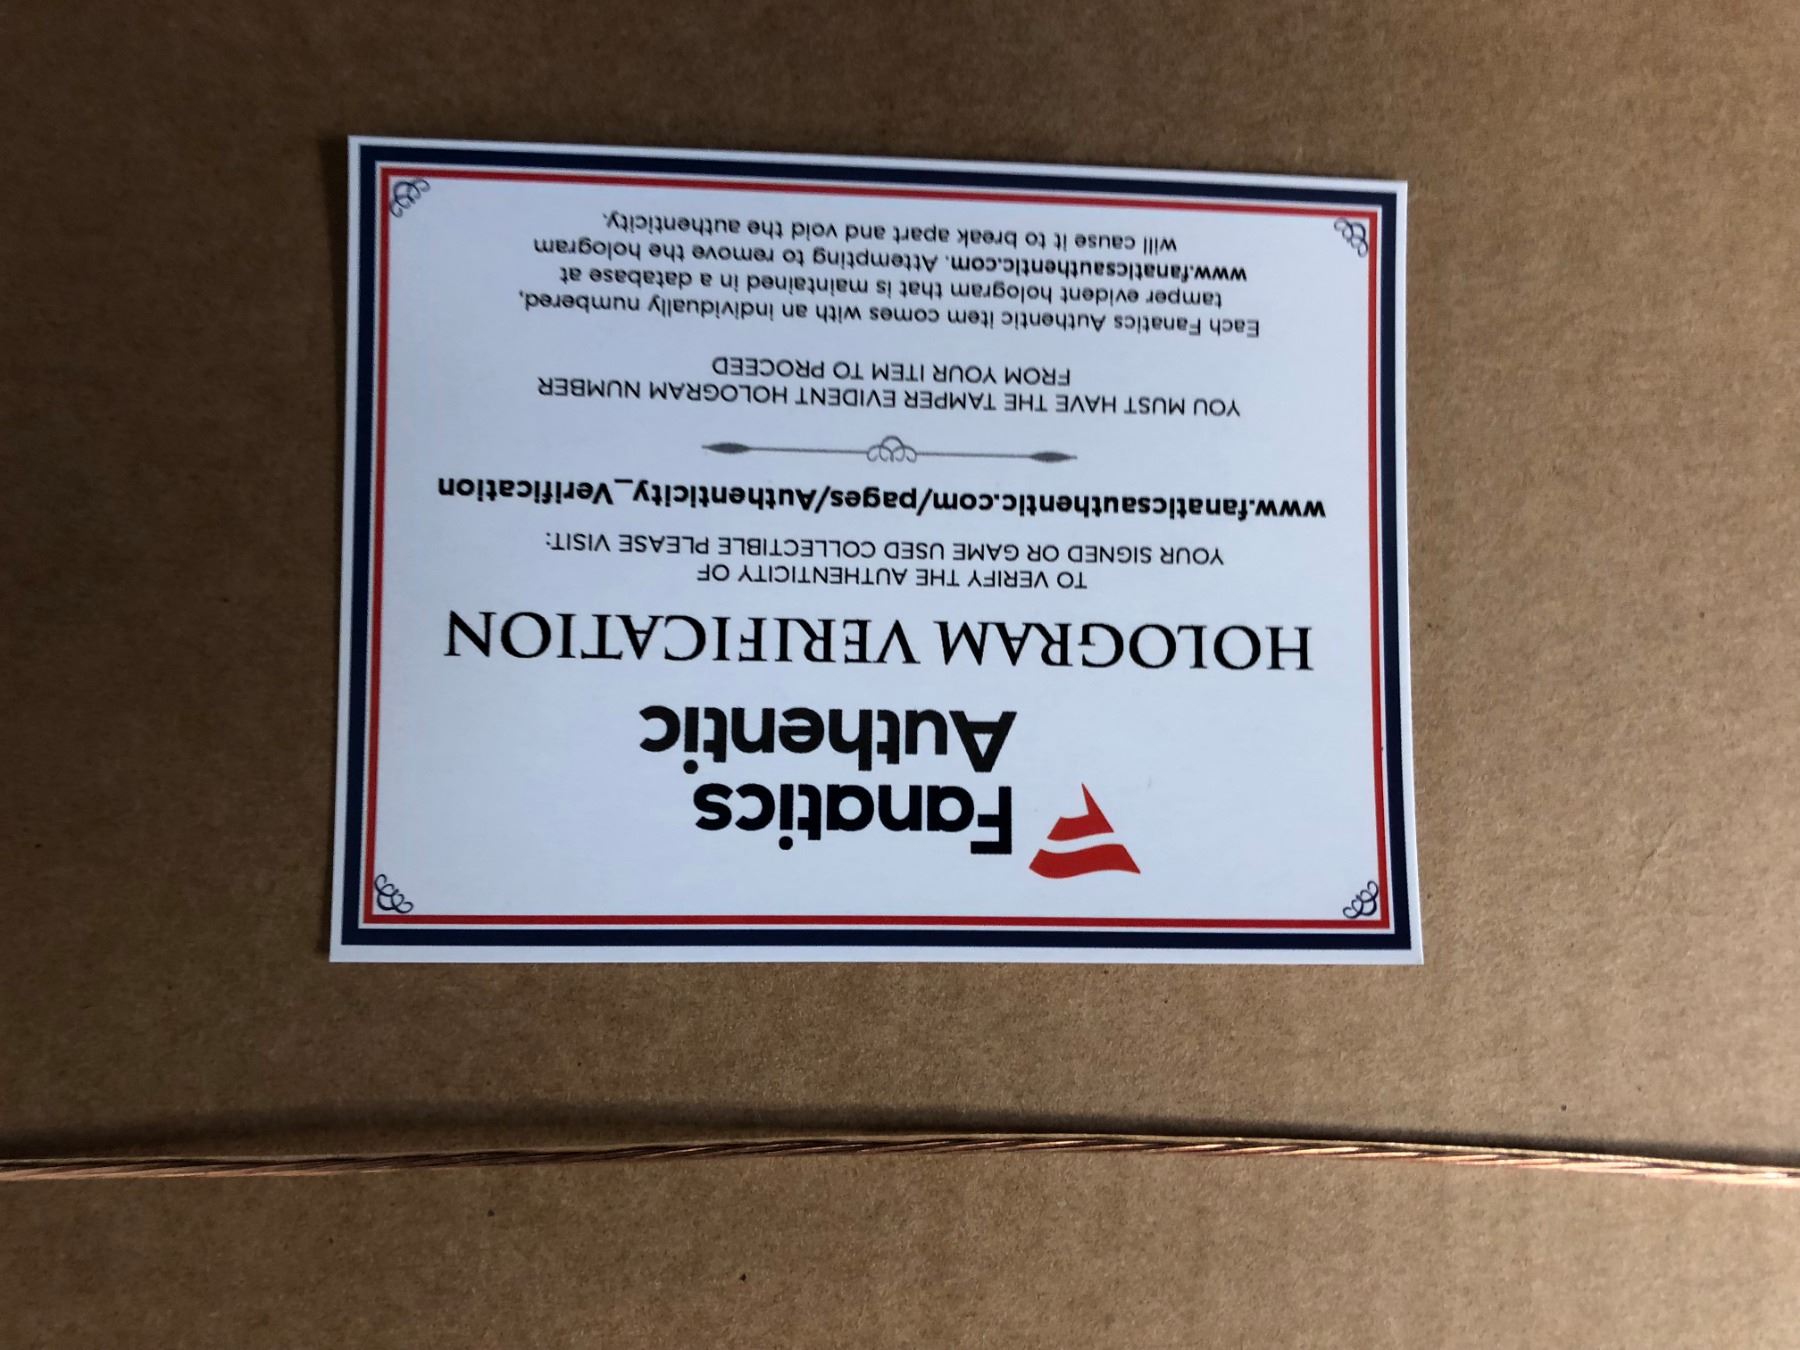 Fanatics
Authentic
HOLOGRAM VERIFICATION
TO VERIFY THE AUTHENTICITY OF
YOUR SIGNED OR GAME USED COLLECTIBLE PLEASE VISIT:
www.fanaticsauthentic.com/pages/Authenticity_Verification
YOU MUST HAVE THE TAMPER EVIDENT HOLOGRAM NUMBER
FROM YOUR ITEM TO PROCEED
Each Fanatics Authentic item comes with an individually numbered,
tamper evident hologram that is maintained in a database at
www.fanaticsauthentic.com. Attempting to remove the hologram
will cause it to break apart and void the authenticity.